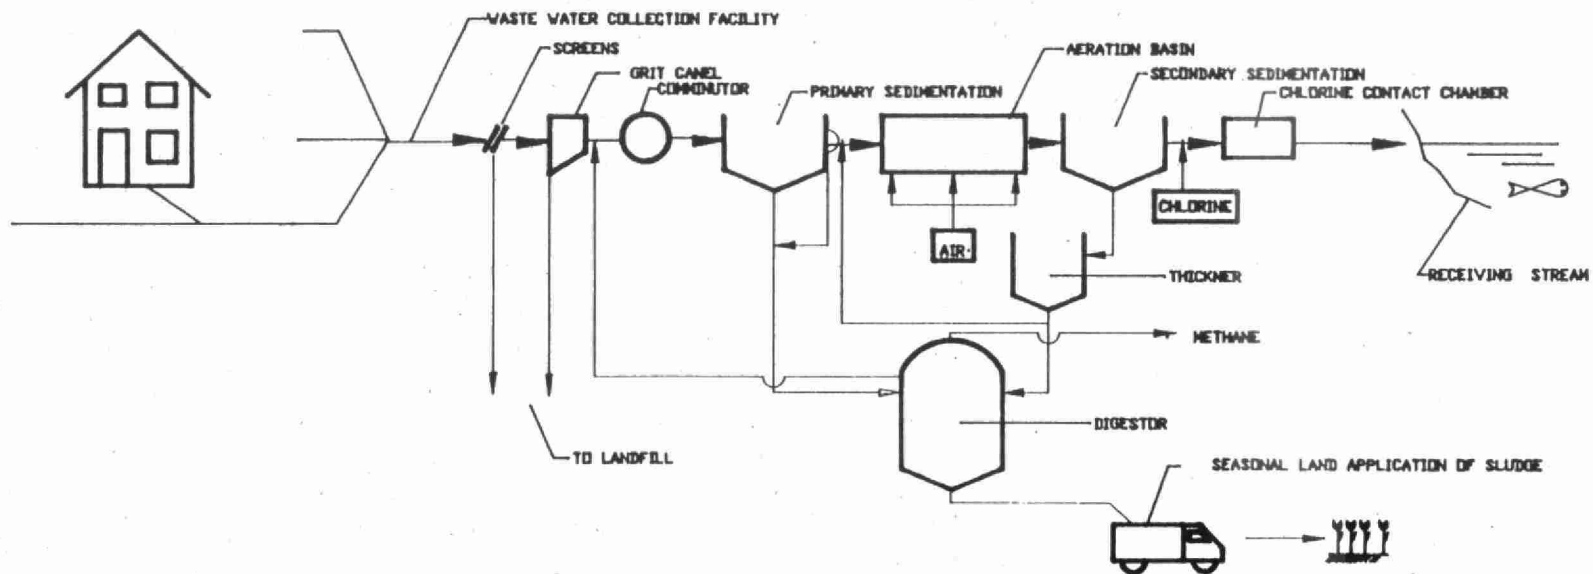 WASTE WATER COLLECTION FACILITY
SCREENS
GRIT CANEL
COMMINUTOR
PRIMARY SEDIMENTATION
AERATION BASIN
SECONDARY SEDIMENTATION
CHLORINE CONTACT CHAMBER
CHLORINE
AIR
THICKNER
RECEIVING STREAM
METHANE
DIGESTOR
TO LANDFILL
SEASONAL LAND APPLICATION OF SLUDGE